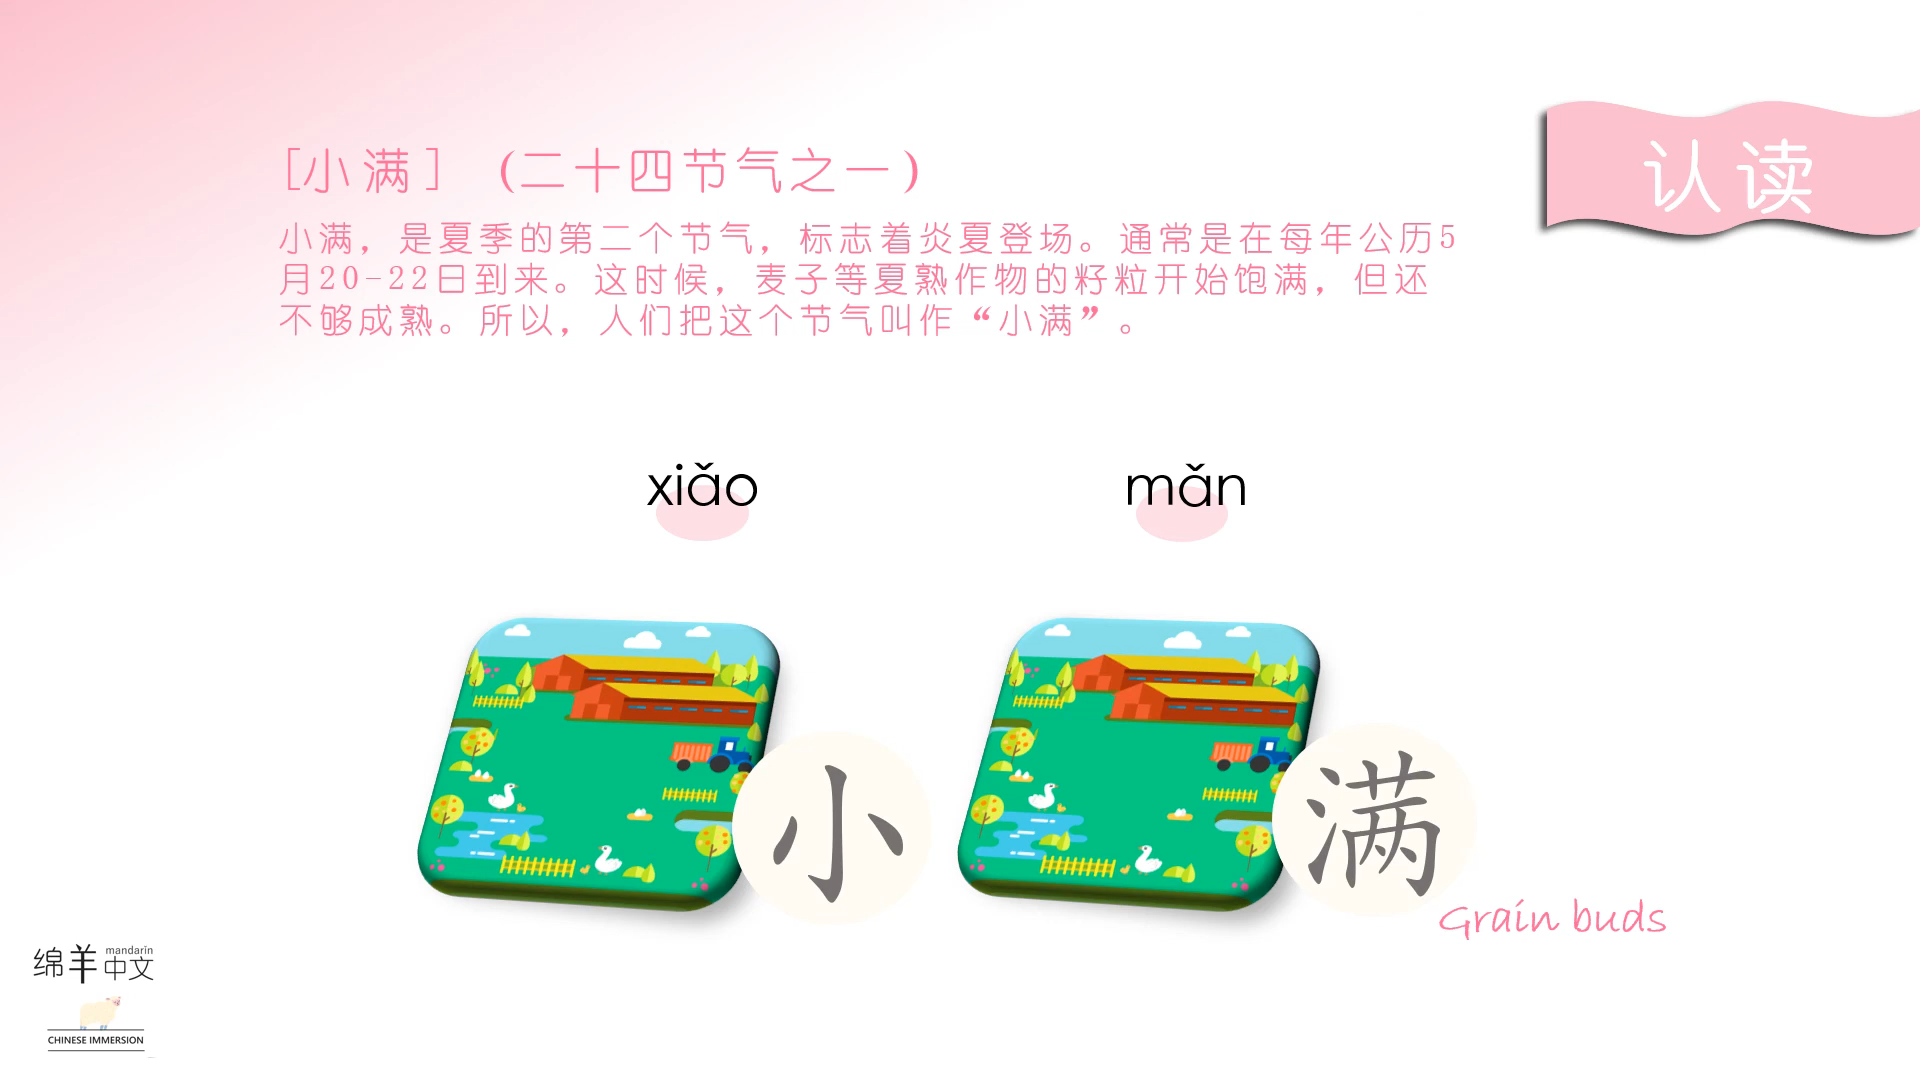 [小满] (二十四节气之一)
认读
小满，是夏季的第二个节气，标志着炎夏登场。通常是在每年公历5
月20-22日到来。这时候，麦子等夏熟作物的籽粒开始饱满，但还
不够成熟。所以，人们把这个节气叫作“小满”。
xiǎo
mǎn
小
满
Grain buds
绵羊中文
mandarin
CHINESE IMMERSION